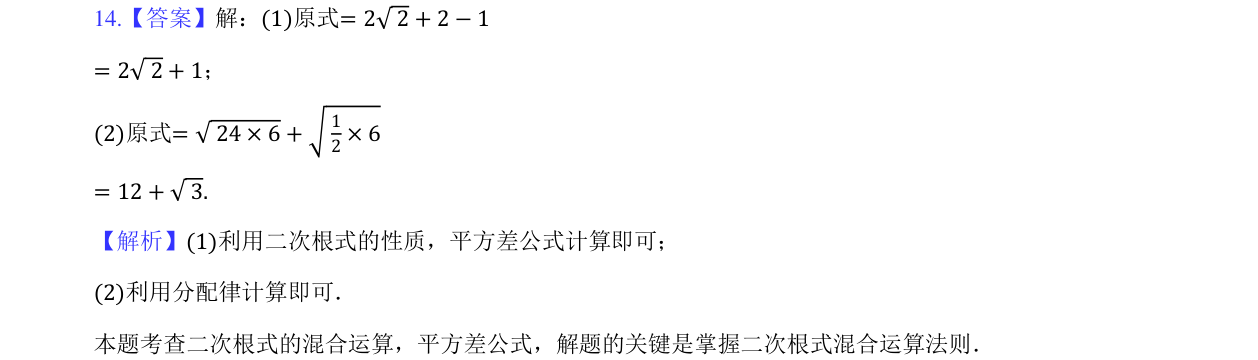 14.【答案】解：(1)原式= 2√2 + 2 − 1
= 2√2 + 1；
(2)原式= √(24 × 6) + √(1/2 × 6)
= 12 + √3.
【解析】(1)利用二次根式的性质，平方差公式计算即可；
(2)利用分配律计算即可．
本题考查二次根式的混合运算，平方差公式，解题的关键是掌握二次根式混合运算法则．